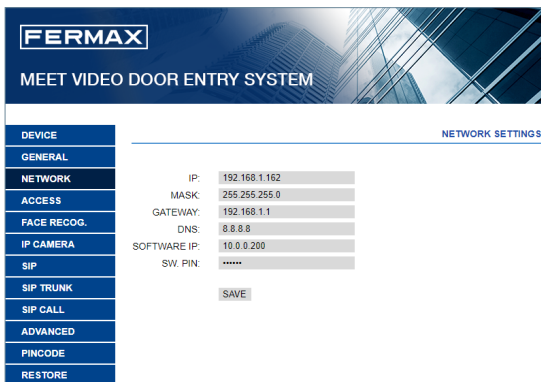 FERMAX
MEET VIDEO DOOR ENTRY SYSTEM
DEVICE
GENERAL
NETWORK
ACCESS
FACE RECOG.
IP CAMERA
SIP
SIP TRUNK
SIP CALL
ADVANCED
PINCODE
RESTORE
NETWORK SETTINGS
IP: 192.168.1.162
MASK: 255.255.255.0
GATEWAY: 192.168.1.1
DNS: 8.8.8.8
SOFTWARE IP: 10.0.0.200
SW. PIN: ••••••
SAVE